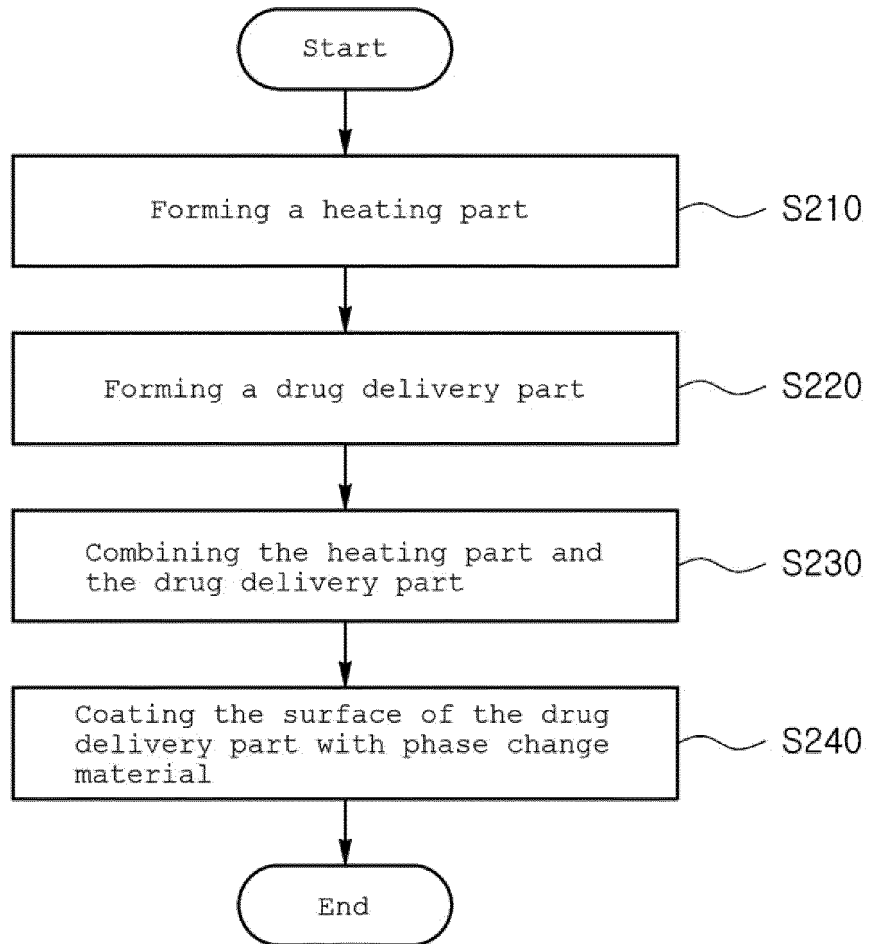 Start
Forming a heating part
S210
Forming a drug delivery part
S220
Combining the heating part and
the drug delivery part
S230
Coating the surface of the drug
delivery part with phase change
material
S240
End